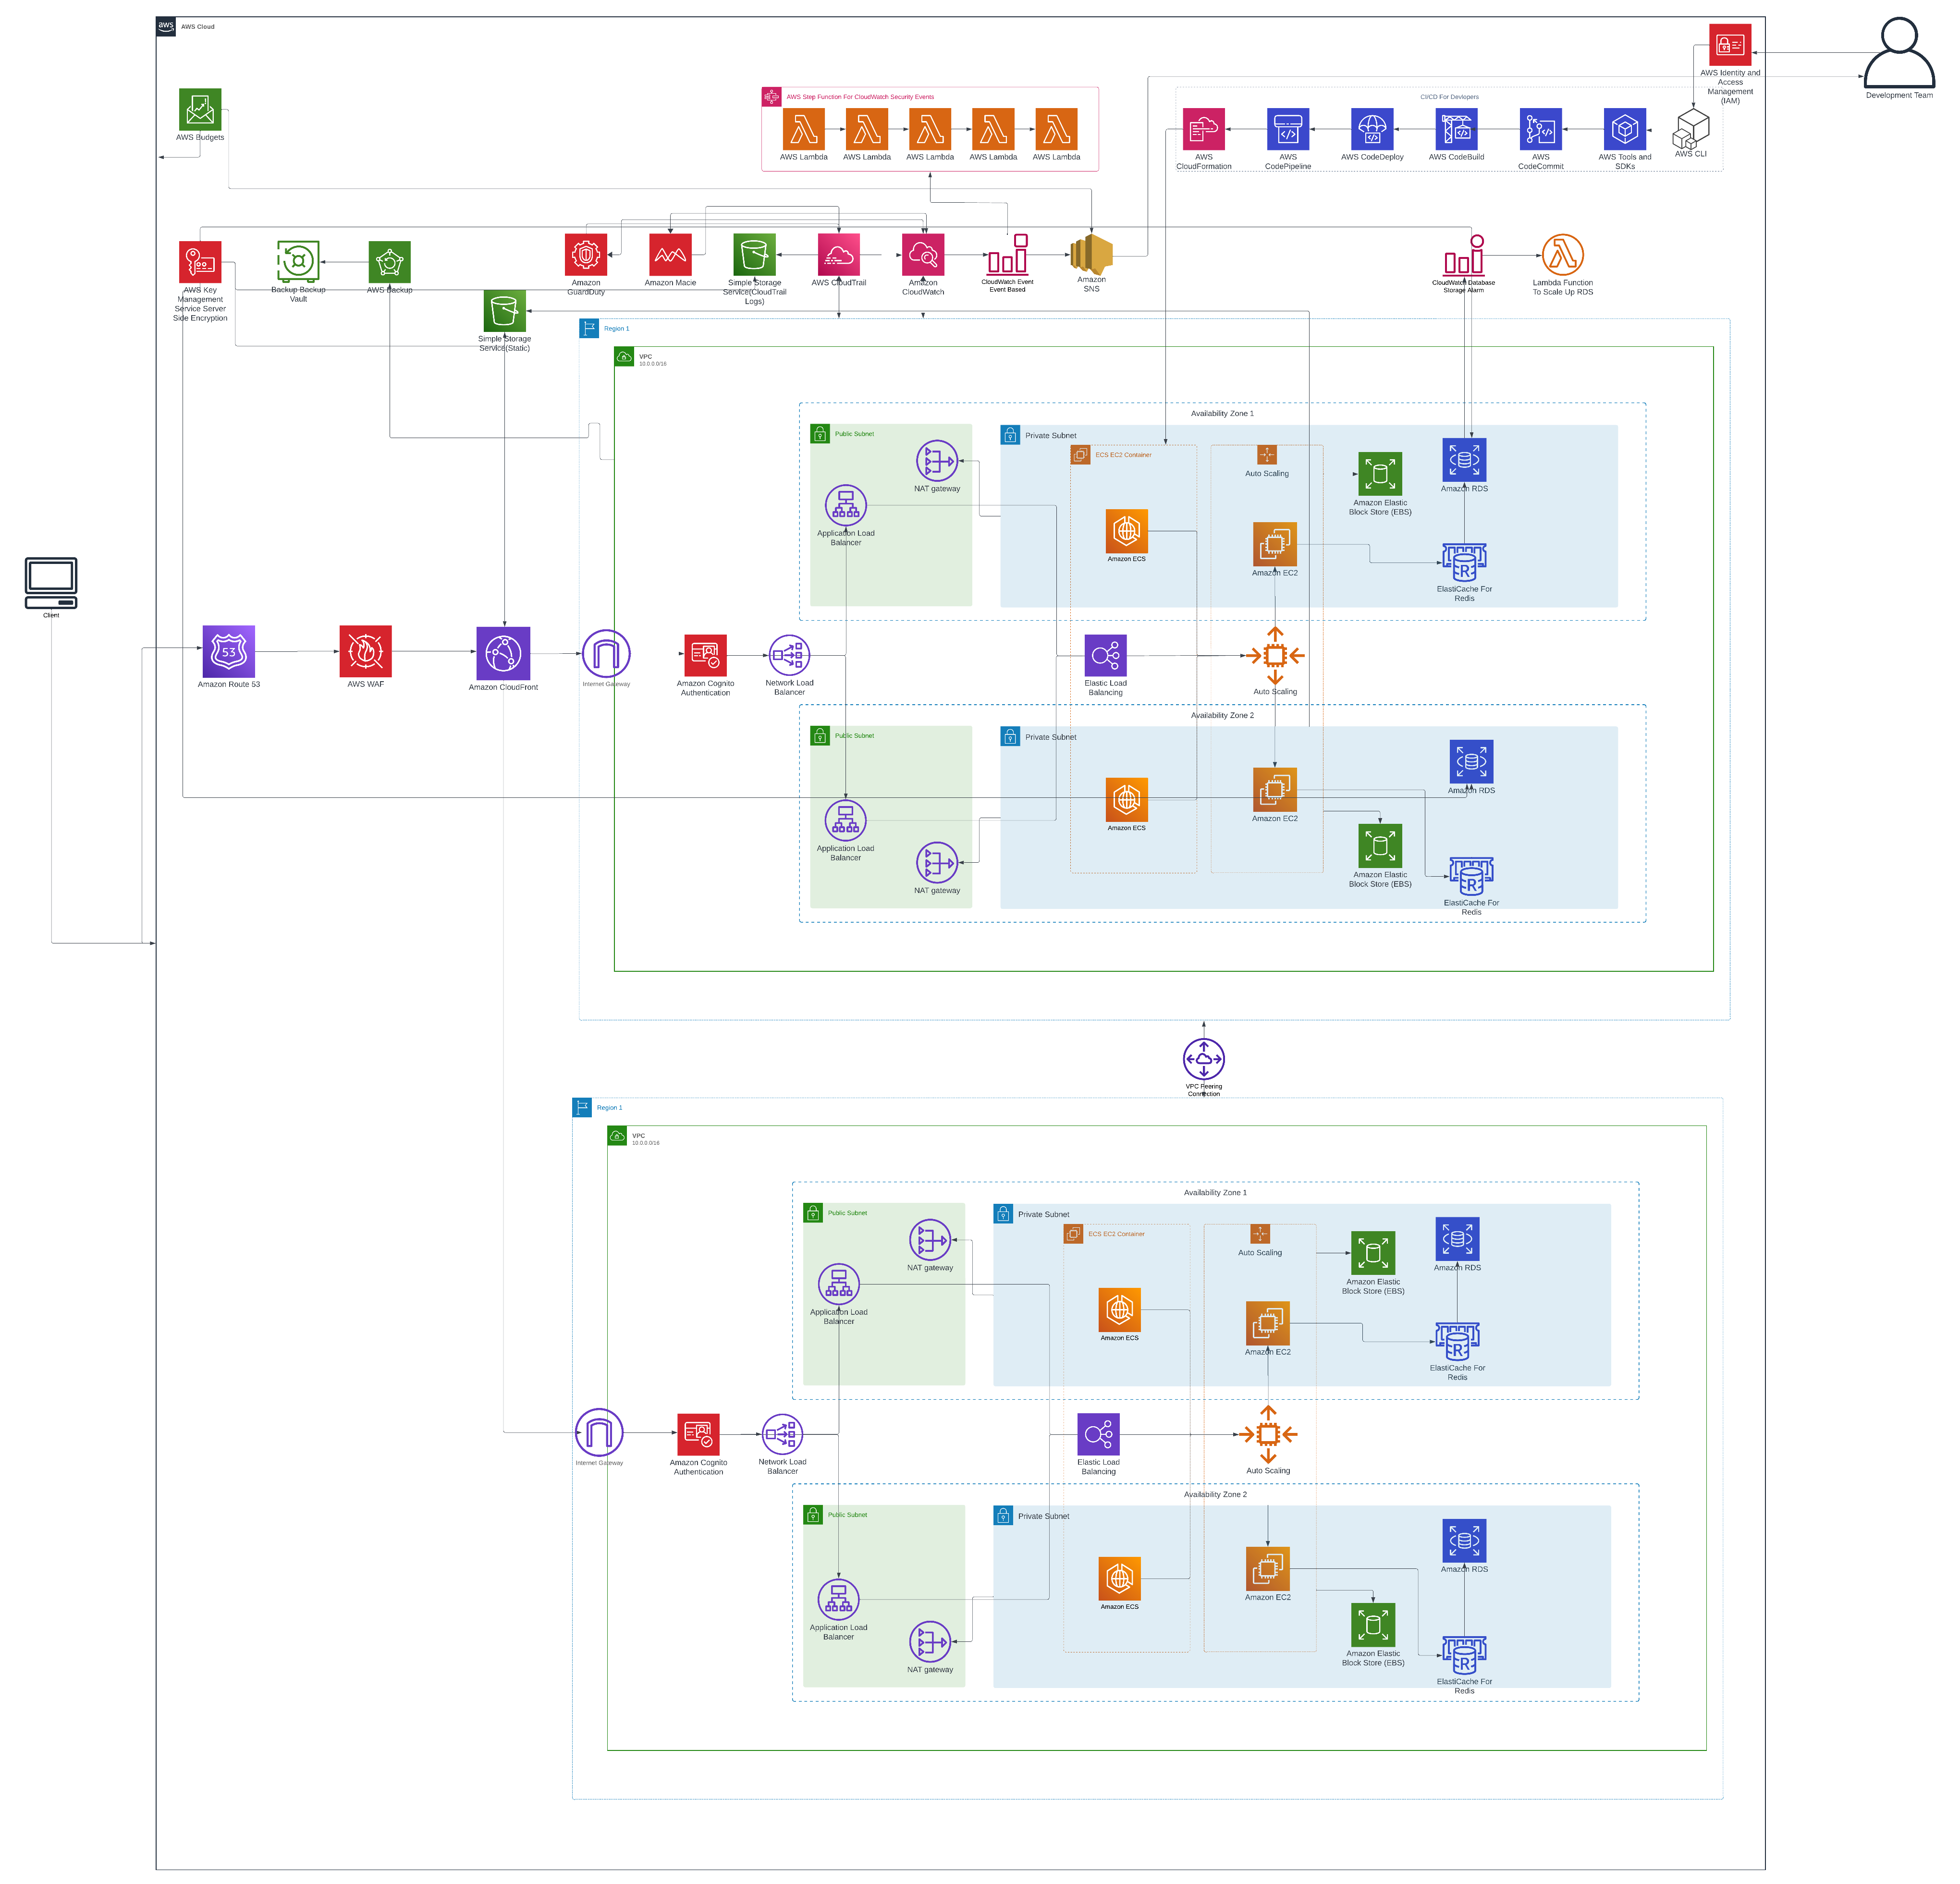 aws
AWS Cloud
AWS Identity and
Access
Management
(IAM)
Development Team
AWS Budgets
AWS Step Function For CloudWatch Security Events
AWS Lambda
AWS Lambda
AWS Lambda
AWS Lambda
AWS Lambda
CI/CD For Devlopers
AWS
CloudFormation
AWS
CodePipeline
AWS CodeDeploy
AWS CodeBuild
AWS
CodeCommit
AWS Tools and
SDKs
AWS CLI
AWS Key
Management
Service Server
Side Encryption
Backup Backup
Vault
AWS Backup
Simple Storage
Service(Static)
Amazon
GuardDuty
Amazon Macie
Simple Storage
Service(CloudTrail
Logs)
AWS CloudTrail
Amazon
CloudWatch
CloudWatch Event
Event Based
Amazon
SNS
CloudWatch Database
Storage Alarm
Lambda Function
To Scale Up RDS
Region 1
VPC
10.0.0.0/16
Availability Zone 1
Public Subnet
NAT gateway
Application Load
Balancer
Private Subnet
ECS EC2 Container
Amazon ECS
Auto Scaling
Amazon EC2
Amazon Elastic
Block Store (EBS)
Amazon RDS
R
ElastiCache For
Redis
Client
53
Amazon Route 53
AWS WAF
Amazon CloudFront
Internet Gateway
Amazon Cognito
Authentication
Network Load
Balancer
Elastic Load
Balancing
Auto Scaling
Availability Zone 2
Public Subnet
Application Load
Balancer
NAT gateway
Private Subnet
Amazon ECS
Amazon EC2
Amazon RDS
Amazon Elastic
Block Store (EBS)
R
ElastiCache For
Redis
VPC Peering
Connection
Region 1
VPC
10.0.0.0/16
Availability Zone 1
Public Subnet
NAT gateway
Application Load
Balancer
Private Subnet
ECS EC2 Container
Amazon ECS
Auto Scaling
Amazon EC2
Amazon Elastic
Block Store (EBS)
Amazon RDS
R
ElastiCache For
Redis
Internet Gateway
Amazon Cognito
Authentication
Network Load
Balancer
Elastic Load
Balancing
Auto Scaling
Availability Zone 2
Public Subnet
Application Load
Balancer
NAT gateway
Private Subnet
Amazon ECS
Amazon EC2
Amazon RDS
Amazon Elastic
Block Store (EBS)
R
ElastiCache For
Redis